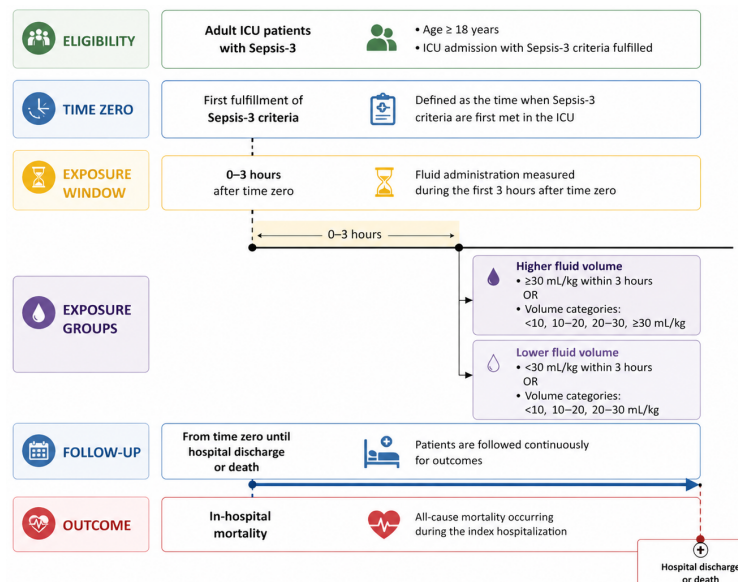 ELIGIBILITY
Adult ICU patients
with Sepsis-3
• Age ≥ 18 years
• ICU admission with Sepsis-3 criteria fulfilled
TIME ZERO
First fulfillment of
Sepsis-3 criteria
Defined as the time when Sepsis-3
criteria are first met in the ICU
EXPOSURE
WINDOW
0–3 hours
after time zero
Fluid administration measured
during the first 3 hours after time zero
0–3 hours
EXPOSURE
GROUPS
Higher fluid volume
• ≥30 mL/kg within 3 hours
OR
• Volume categories:
<10, 10–20, 20–30, ≥30 mL/kg
Lower fluid volume
• <30 mL/kg within 3 hours
OR
• Volume categories:
<10, 10–20, 20–30 mL/kg
FOLLOW-UP
From time zero until
hospital discharge
or death
Patients are followed continuously
for outcomes
OUTCOME
In-hospital
mortality
All-cause mortality occurring
during the index hospitalization
Hospital discharge
or death